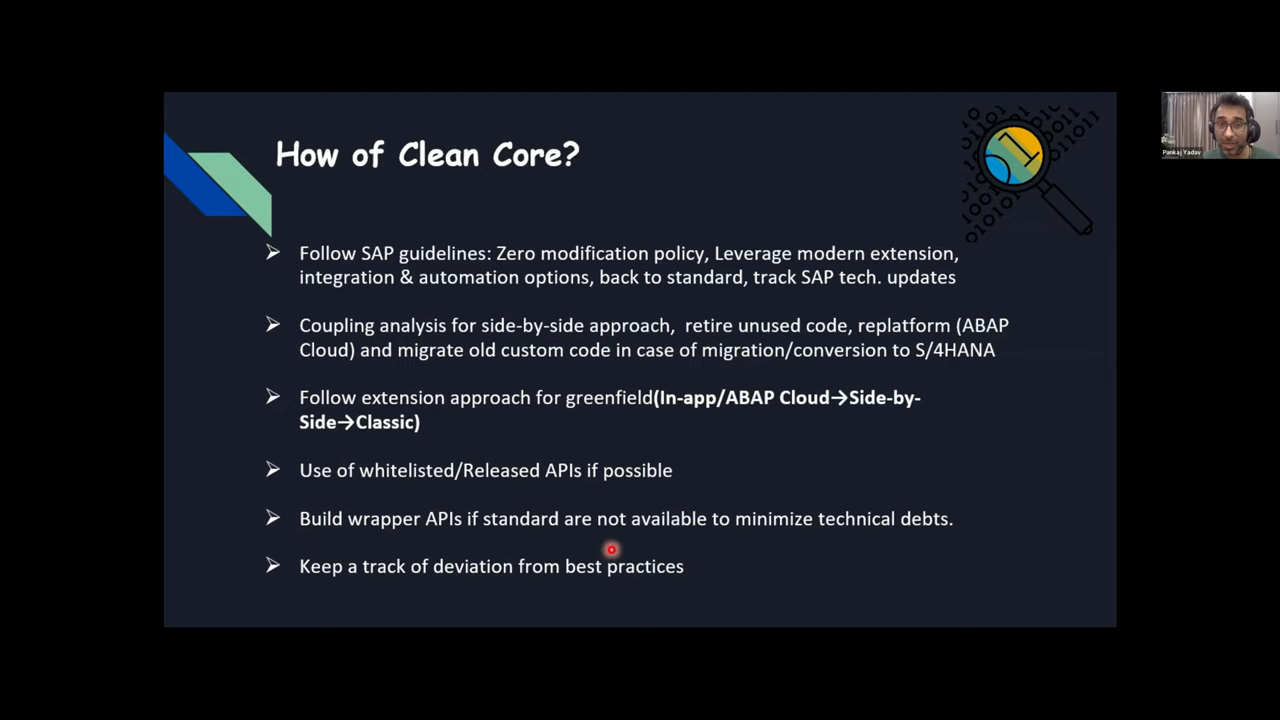 How of Clean Core?
Pankaj Yadav
Follow SAP guidelines: Zero modification policy, Leverage modern extension,
integration & automation options, back to standard, track SAP tech. updates
Coupling analysis for side-by-side approach, retire unused code, replatform (ABAP
Cloud) and migrate old custom code in case of migration/conversion to S/4HANA
Follow extension approach for greenfield(In-app/ABAP Cloud→Side-by-
Side→Classic)
Use of whitelisted/Released APIs if possible
Build wrapper APIs if standard are not available to minimize technical debts.
Keep a track of deviation from best practices